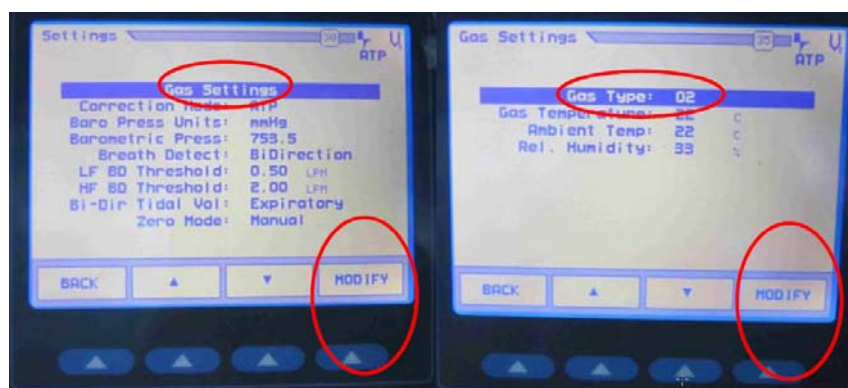 Settings
ATP
Gas Settings
Correction Mode: ATP
Baro Press Units: mmHg
Barometric Press: 753.5
Breath Detect: BiDirection
LF BD Threshold: 0.50 LPM
HF BD Threshold: 2.00 LPM
Bi-Dir Tidal Vol: Expiratory
Zero Mode: Manual
BACK ▲ ▼ MODIFY
Gas Settings
35
ATP
Gas Type: O2
Gas Temperature: 22 C
Ambient Temp: 22 C
Rel. Humidity: 33 %
BACK ▲ ▼ MODIFY